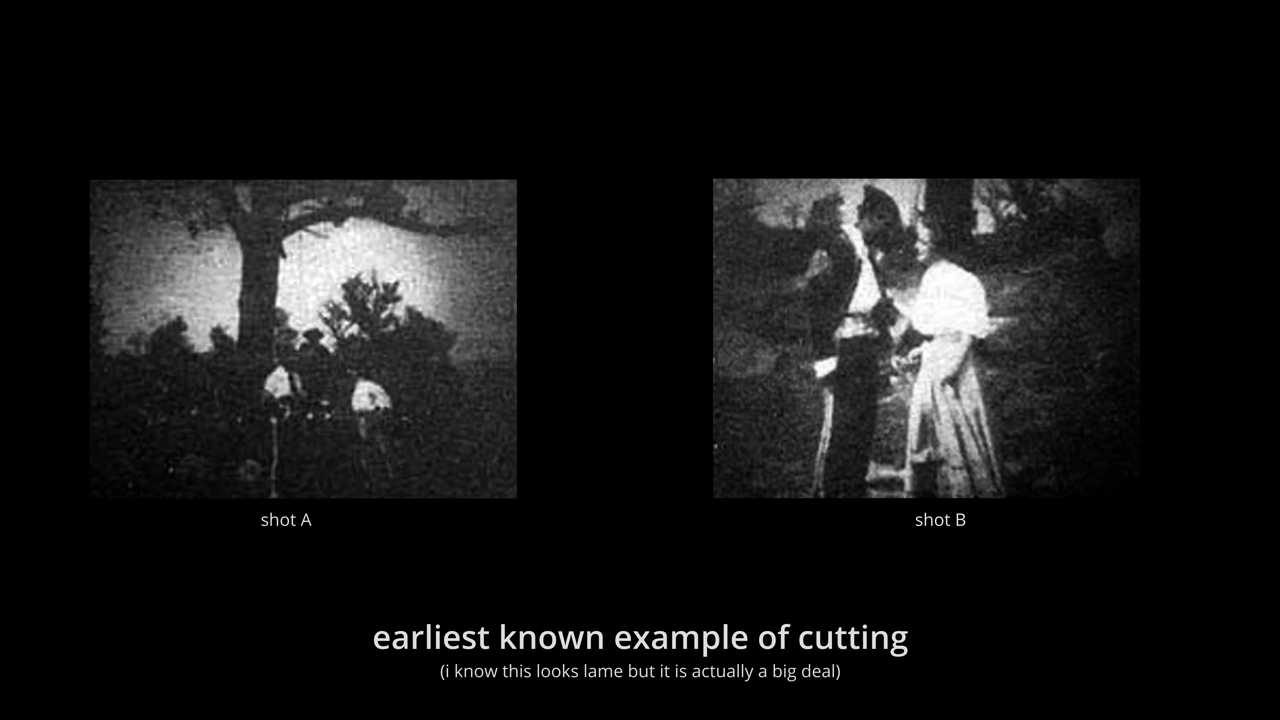 shot A
shot B
earliest known example of cutting
(i know this looks lame but it is actually a big deal)